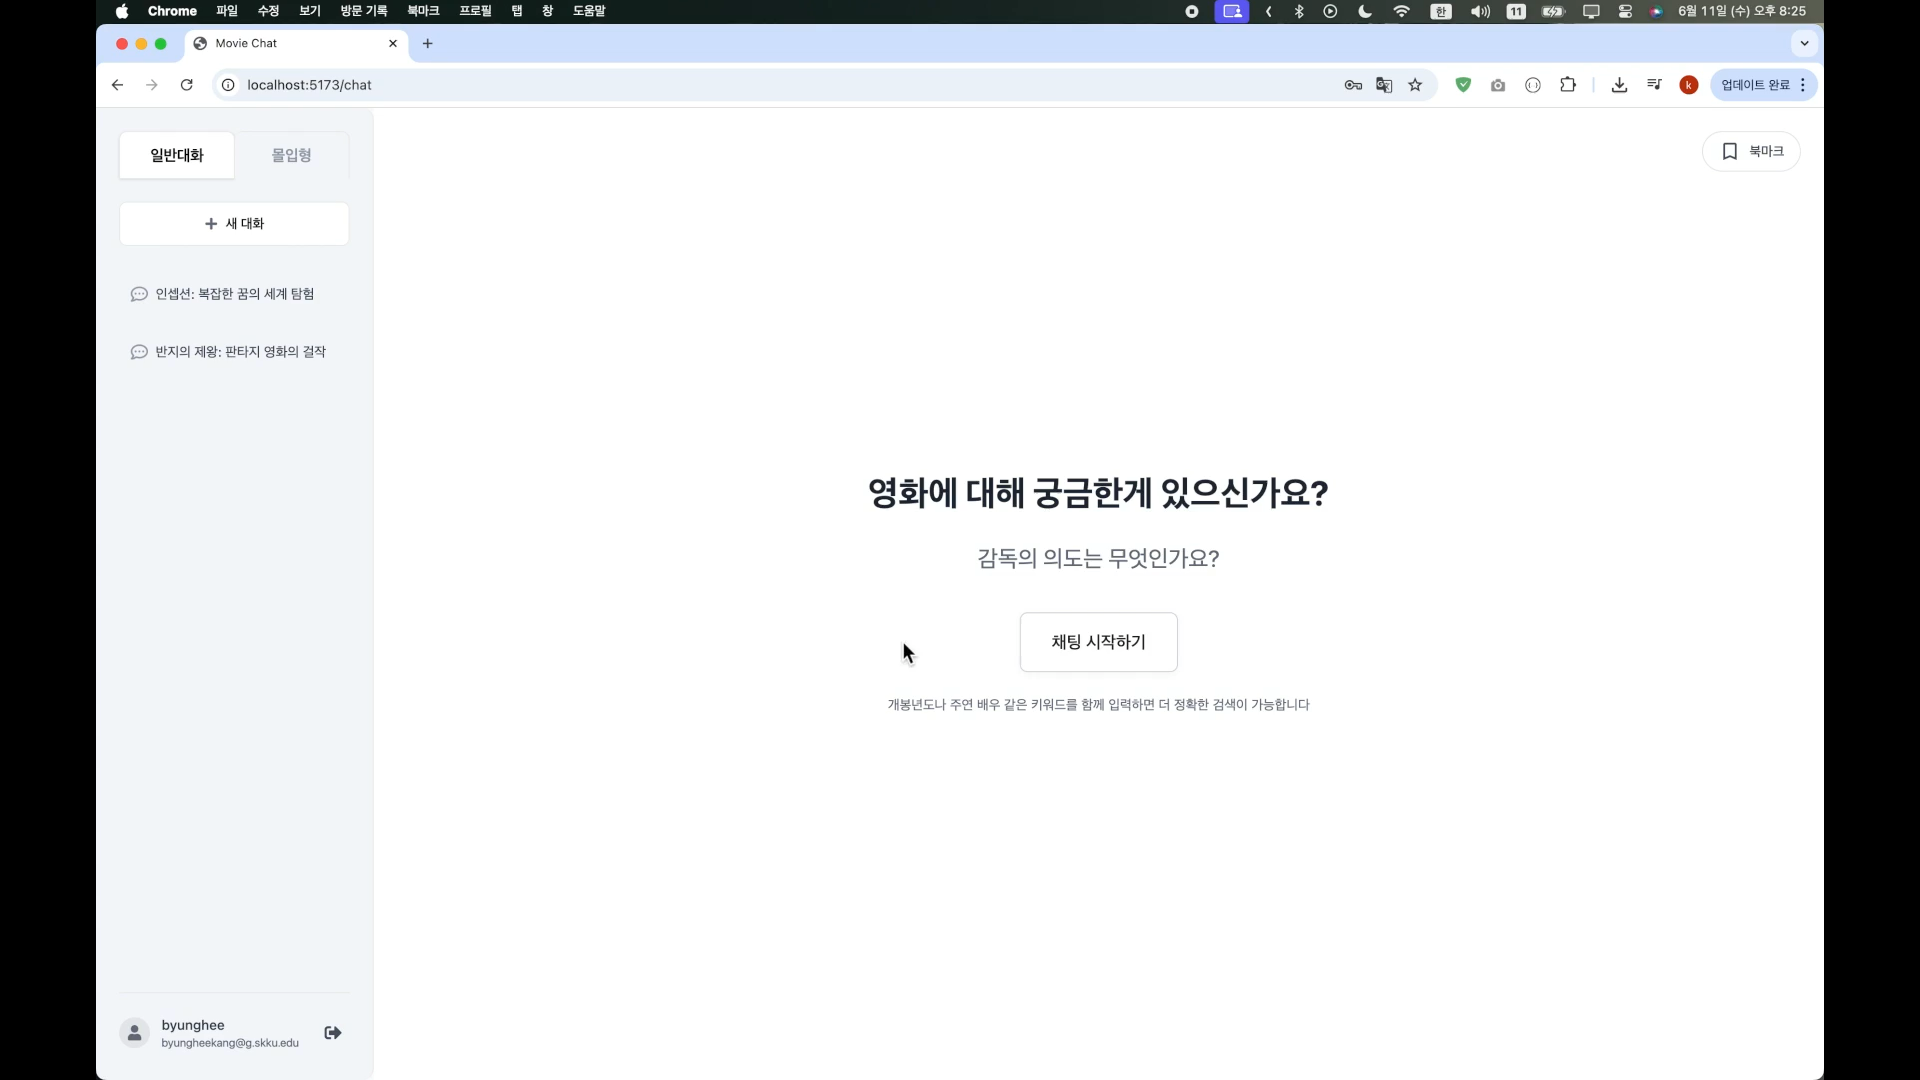 Chrome 파일 수정 보기 방문 기록 북마크 프로필 탭 창 도움말 한 11 6월 11일 (수) 오후 8:25
Movie Chat
localhost:5173/chat k 업데이트 완료
일반대화 몰입형
북마크
새 대화
인셉션: 복잡한 꿈의 세계 탐험
반지의 제왕: 판타지 영화의 걸작
영화에 대해 궁금한게 있으신가요?
감독의 의도는 무엇인가요?
채팅 시작하기
개봉년도나 주연 배우 같은 키워드를 함께 입력하면 더 정확한 검색이 가능합니다
byunghee
byungheekang@g.skku.edu